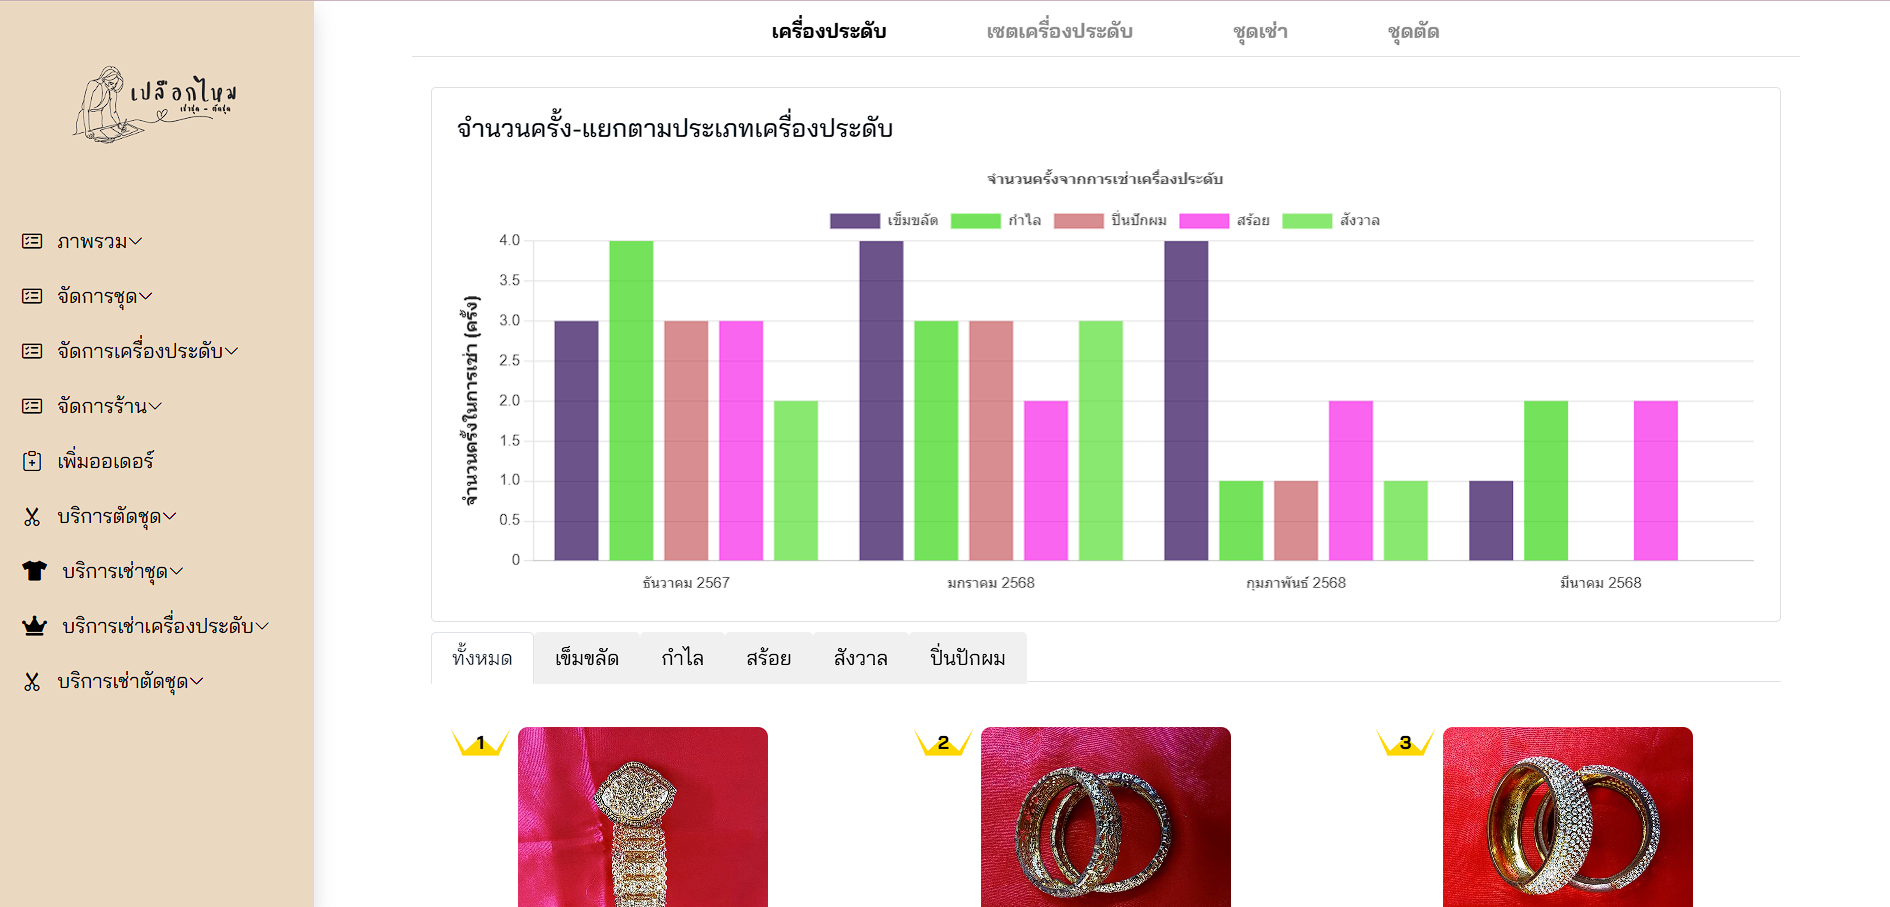 เครื่องประดับ เซตเครื่องประดับ ชุดเช่า ชุดตัด
เปลือกไหม
เช่าชุด - ตัดชุด
ภาพรวม
จัดการชุด
จัดการเครื่องประดับ
จัดการร้าน
เพิ่มออเดอร์
บริการตัดชุด
บริการเช่าชุด
บริการเช่าเครื่องประดับ
บริการเช่าตัดชุด
จำนวนครั้ง-แยกตามประเภทเครื่องประดับ
จำนวนครั้งจากการเช่าเครื่องประดับ
เข็มขลัด กำไล ปิ่นปักผม สร้อย สังวาล
จำนวนครั้งในการเช่า (ครั้ง)
4.0
3.5
3.0
2.5
2.0
1.5
1.0
0.5
0
ธันวาคม 2567 มกราคม 2568 กุมภาพันธ์ 2568 มีนาคม 2568
ทั้งหมด เข็มขลัด กำไล สร้อย สังวาล ปิ่นปักผม
1 2 3